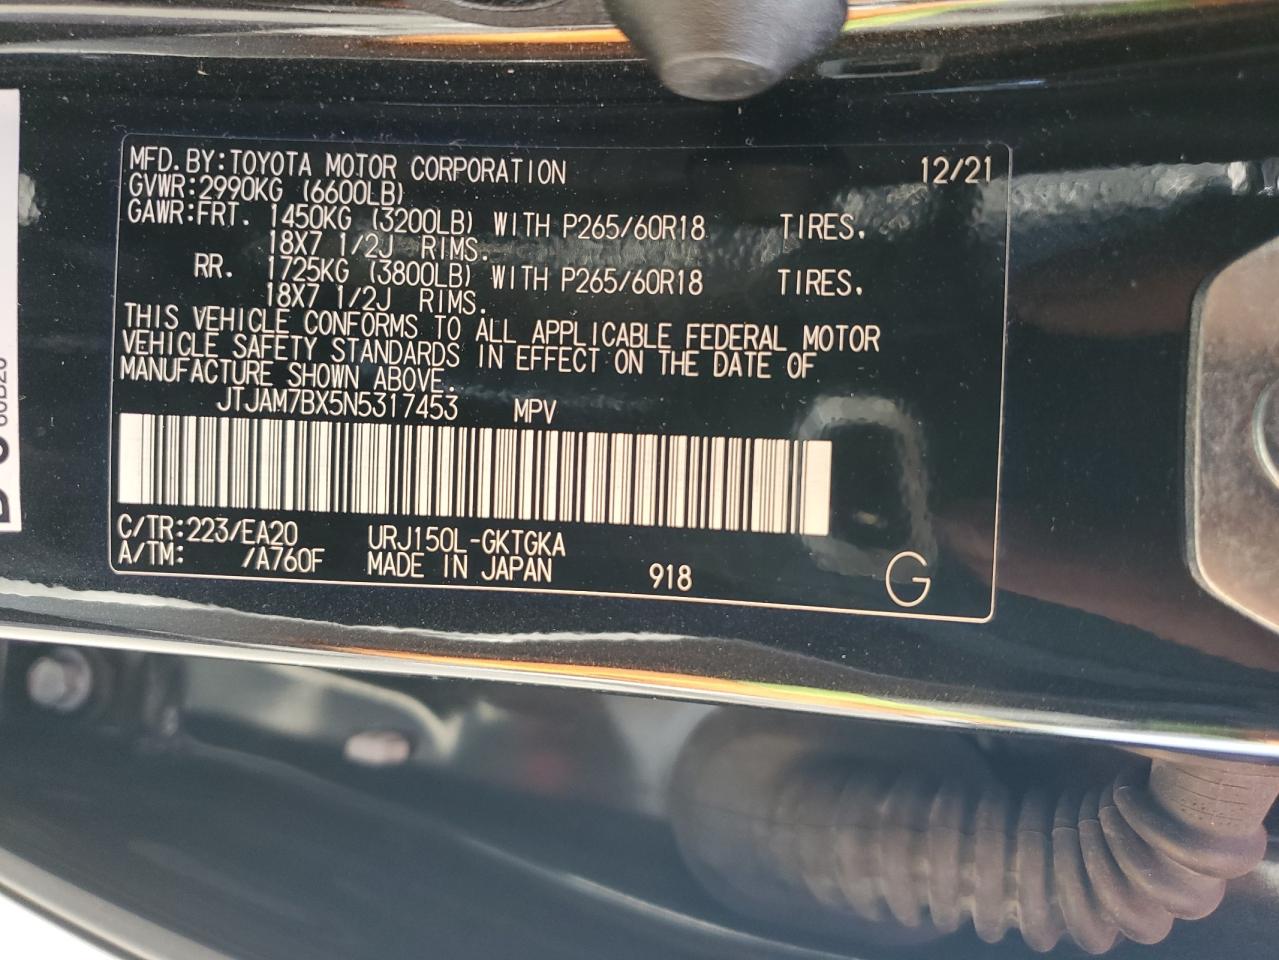 MFD.BY:TOYOTA MOTOR CORPORATION 12/21
GVWR:2990KG (6600LB)
GAWR:FRT. 1450KG (3200LB) WITH P265/60R18 TIRES.
18X7 1/2J RIMS.
RR. 1725KG (3800LB) WITH P265/60R18 TIRES.
18X7 1/2J RIMS.
THIS VEHICLE CONFORMS TO ALL APPLICABLE FEDERAL MOTOR
VEHICLE SAFETY STANDARDS IN EFFECT ON THE DATE OF
MANUFACTURE SHOWN ABOVE.
JTJAM7BX5N5317453 MPV
C/TR:223/EA20 URJ150L-GKTGKA
A/TM: /A760F MADE IN JAPAN 918 G